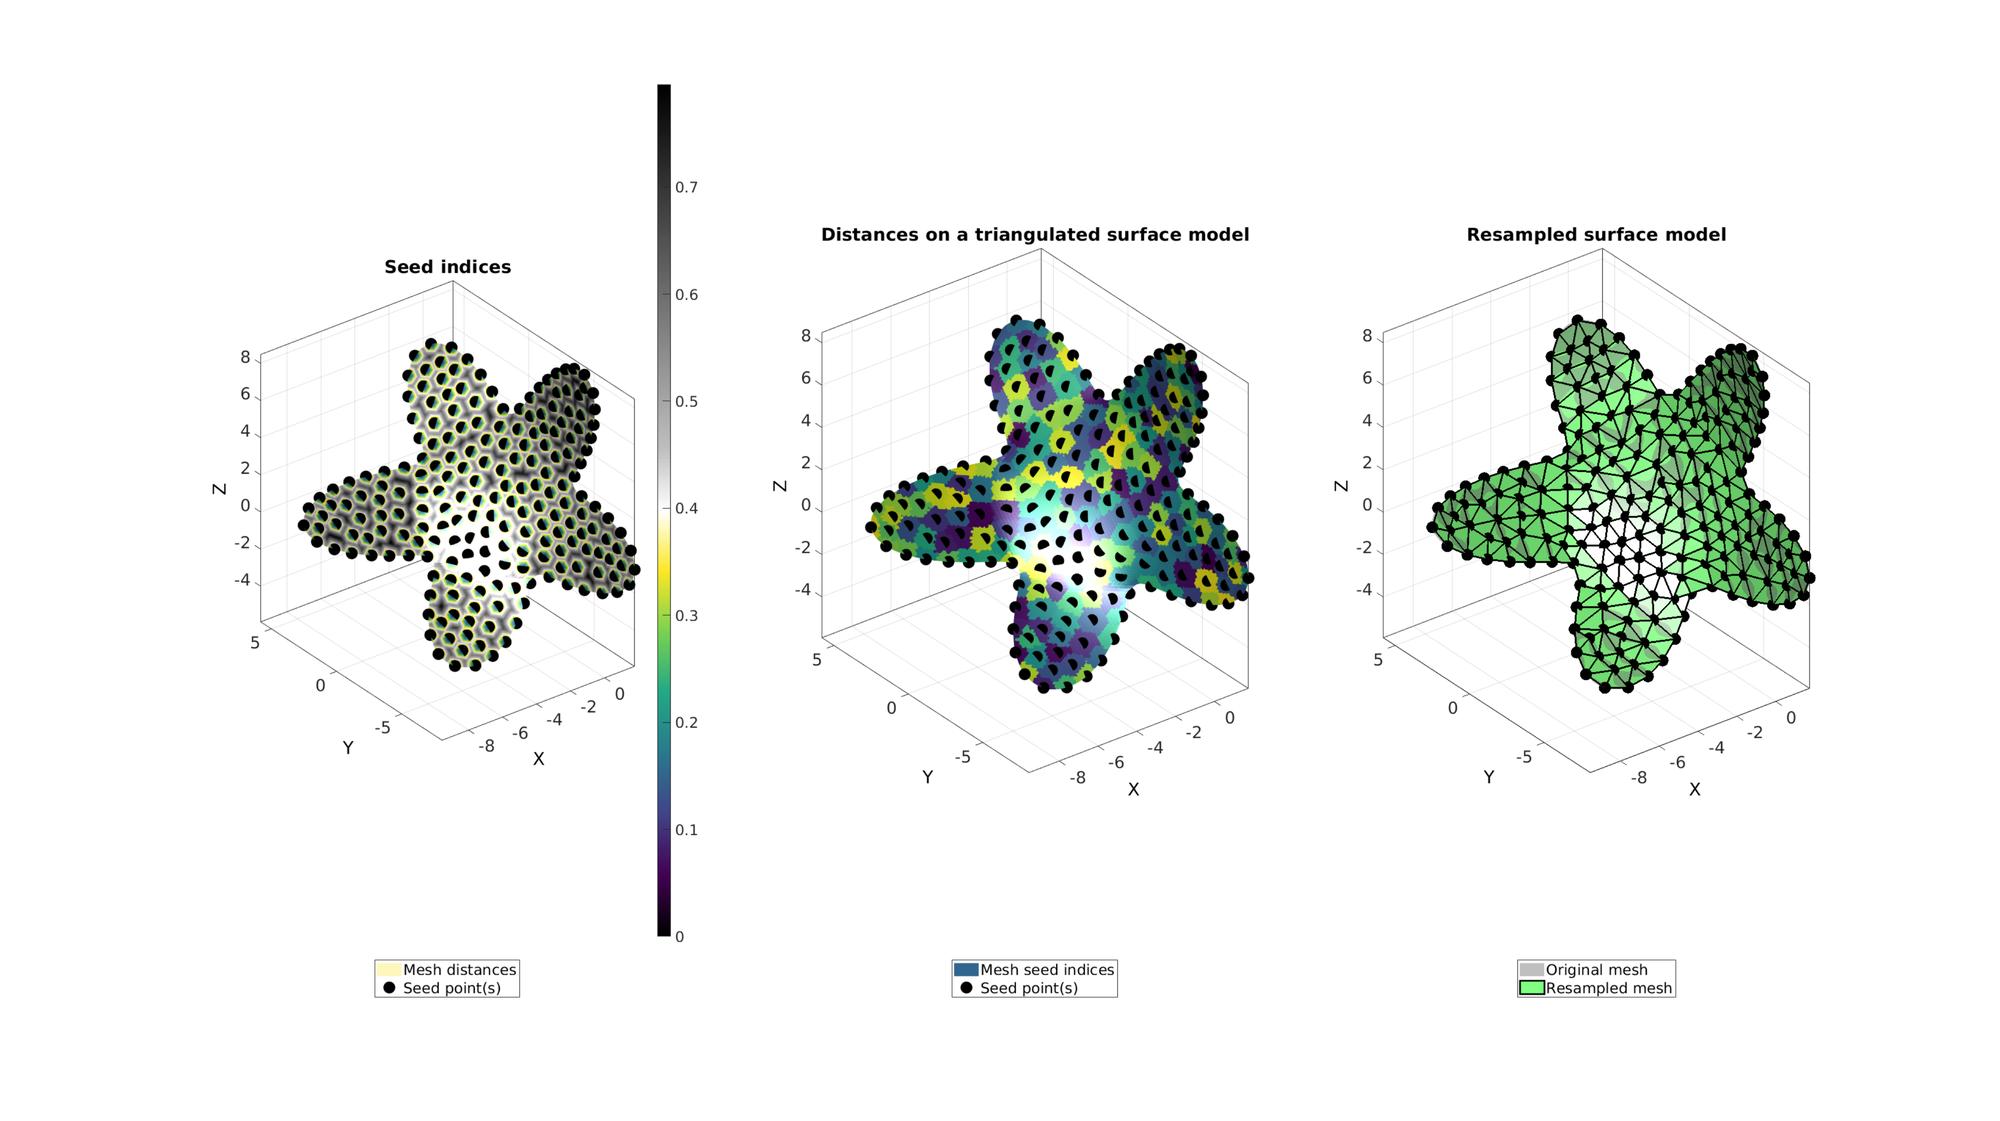 Seed indices
8
6
4
2
0
-2
-4
Z
5
0
-5
Y
-8
-6
-4
-2
0
X
0.7
0.6
0.5
0.4
0.3
0.2
0.1
0
Mesh distances
Seed point(s)
Distances on a triangulated surface model
8
6
4
2
0
-2
-4
Z
5
0
-5
Y
-8
-6
-4
-2
0
X
Mesh seed indices
Seed point(s)
Resampled surface model
8
6
4
2
0
-2
-4
Z
5
0
-5
Y
-8
-6
-4
-2
0
X
Original mesh
Resampled mesh